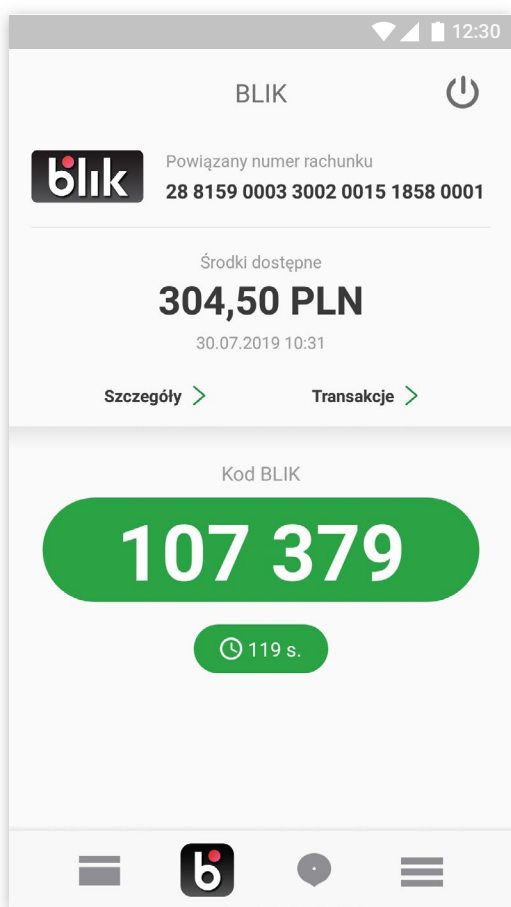 12:30
BLIK
blik
Powiązany numer rachunku
28 8159 0003 3002 0015 1858 0001
Środki dostępne
304,50 PLN
30.07.2019 10:31
Szczegóły Transakcje
Kod BLIK
107 379
119 s.
b